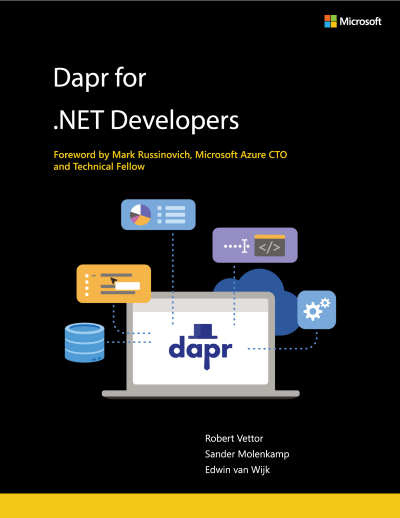 Microsoft
Dapr for
.NET Developers
Foreword by Mark Russinovich, Microsoft Azure CTO
and Technical Fellow
</>
dapr
Robert Vettor
Sander Molenkamp
Edwin van Wijk